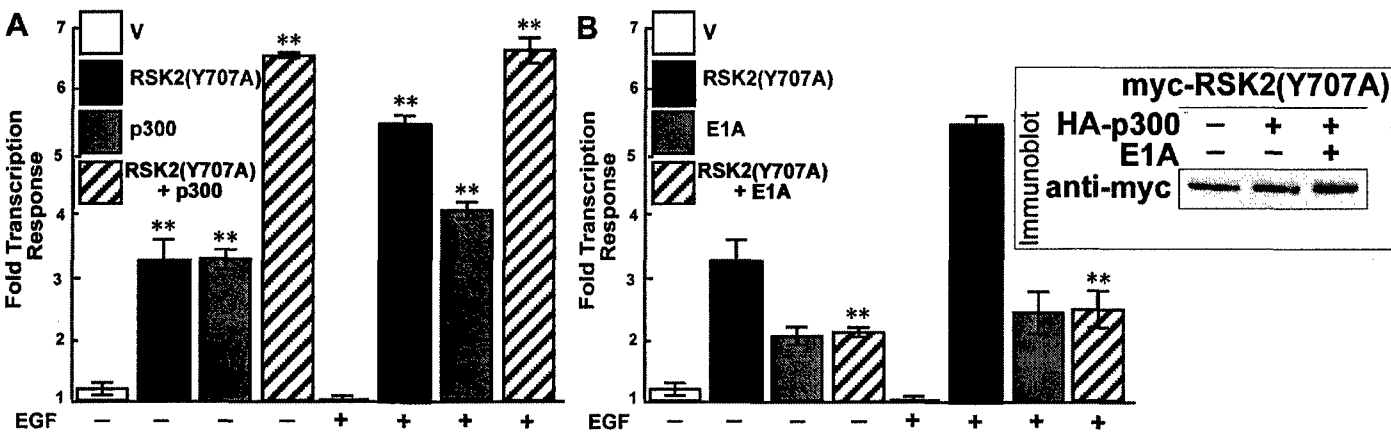 A
7
6
5
4
3
2
1
Fold Transcription
Response
V
RSK2(Y707A)
p300
RSK2(Y707A)
+ p300
** ** ** ** ** **
EGF − − − − + + + +
B
7
6
5
4
3
2
1
Fold Transcription
Response
V
RSK2(Y707A)
E1A
RSK2(Y707A)
+ E1A
** **
EGF − − − − + + + +
Immunoblot
myc-RSK2(Y707A)
HA-p300 − + +
E1A − − +
anti-myc